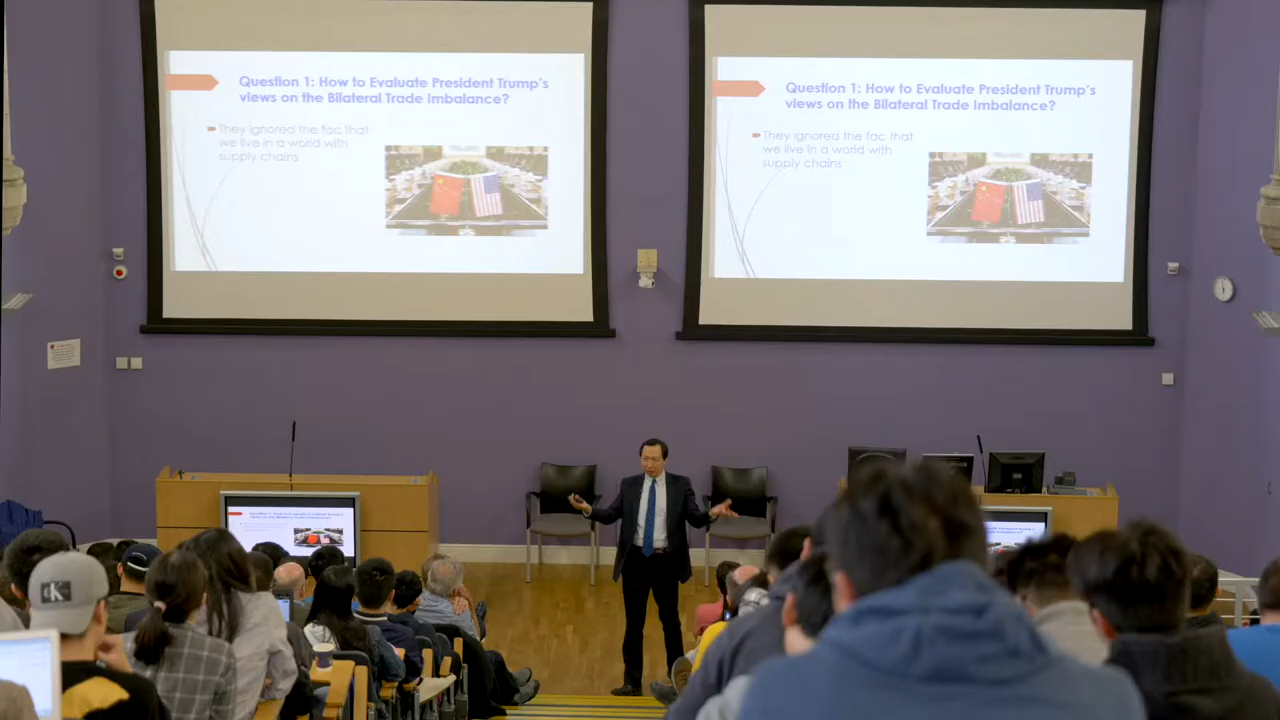 Question 1: How to Evaluate President Trump's
views on the Bilateral Trade Imbalance?
They ignored the fac that
we live in a world with
supply chains
Question 1: How to Evaluate President Trump's
views on the Bilateral Trade Imbalance?
They ignored the fac that
we live in a world with
supply chains
cK